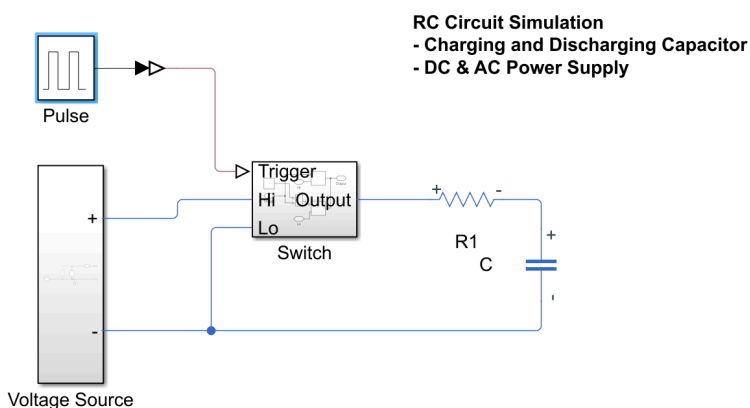 RC Circuit Simulation
- Charging and Discharging Capacitor
- DC & AC Power Supply
Pulse
Trigger
Hi Output
Lo
Switch
+
-
+ -
R1
C
+
-
Voltage Source